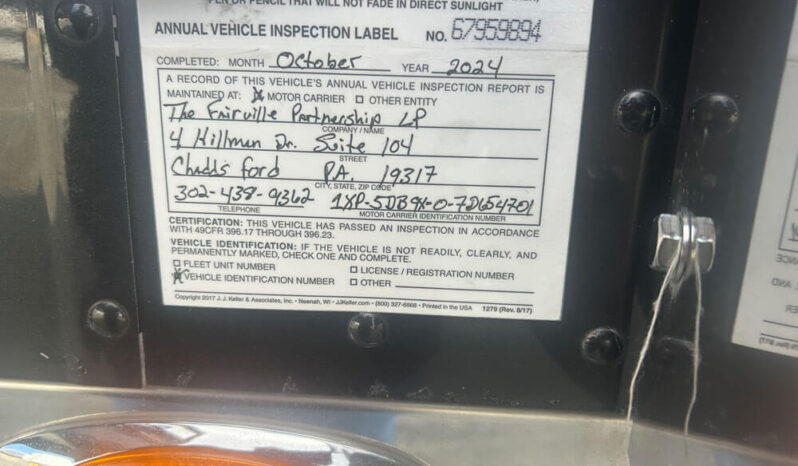 PEN OR PENCIL THAT WILL NOT FADE IN DIRECT SUNLIGHT
ANNUAL VEHICLE INSPECTION LABEL NO. 67959894
COMPLETED: MONTH October YEAR 2024
A RECORD OF THIS VEHICLE'S ANNUAL VEHICLE INSPECTION REPORT IS
MAINTAINED AT: ☒ MOTOR CARRIER ☐ OTHER ENTITY
The Fairville Partnership LP
COMPANY / NAME
4 Hillman Dr. Suite 104
STREET
Chadds Ford PA. 19317
CITY, STATE, ZIP CODE
302-438-9362 1XP-5DB9X-0-7D654701
TELEPHONE MOTOR CARRIER IDENTIFICATION NUMBER
CERTIFICATION: THIS VEHICLE HAS PASSED AN INSPECTION IN ACCORDANCE
WITH 49CFR 396.17 THROUGH 396.23.
VEHICLE IDENTIFICATION: IF THE VEHICLE IS NOT READILY, CLEARLY, AND
PERMANENTLY MARKED, CHECK ONE AND COMPLETE.
☐ FLEET UNIT NUMBER ☐ LICENSE / REGISTRATION NUMBER
☒ VEHICLE IDENTIFICATION NUMBER ☐ OTHER
Copyright 2017 J. J. Keller & Associates, Inc. • Neenah, WI • JJKeller.com • (800) 327-6868 • Printed in the USA 1279 (Rev. 8/17)